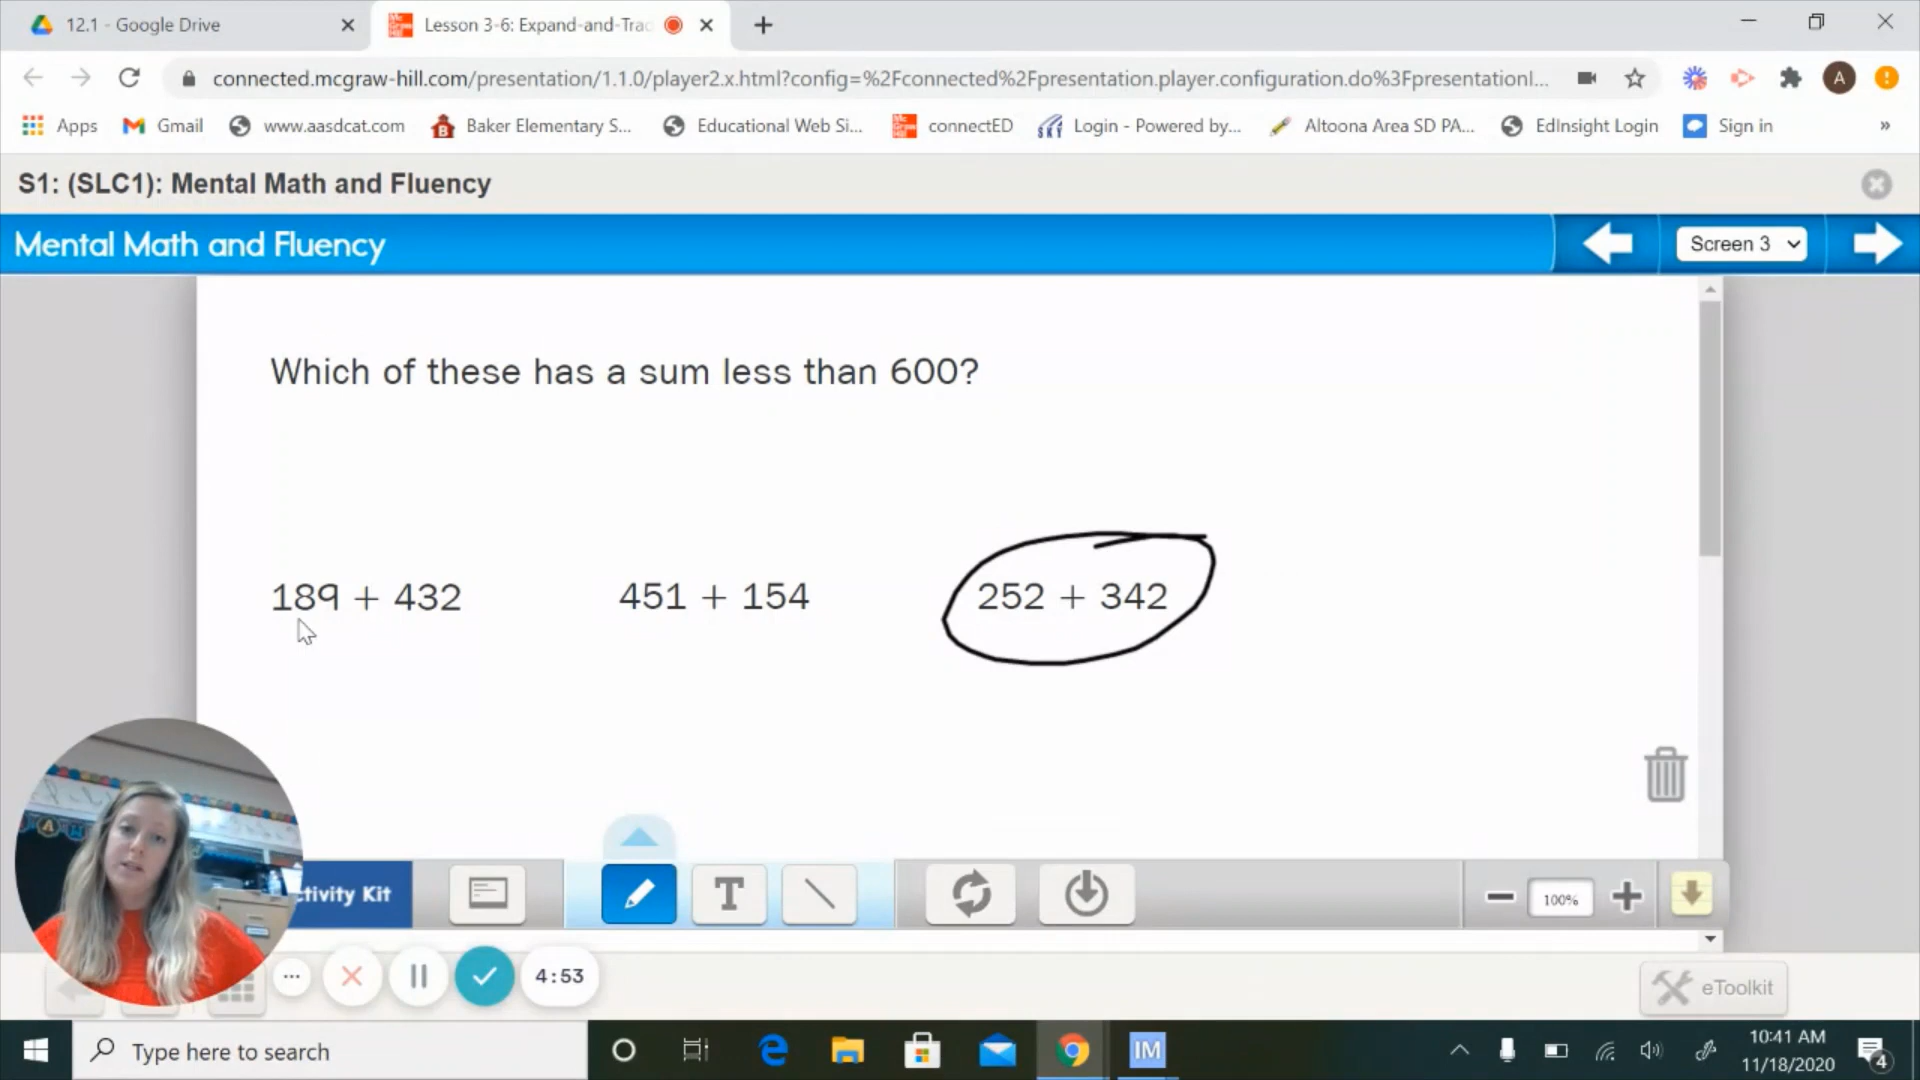 12.1 - Google Drive
Lesson 3-6: Expand-and-Trac
connected.mcgraw-hill.com/presentation/1.1.0/player2.x.html?config=%2Fconnected%2Fpresentation.player.configuration.do%3FpresentationI...
A
Apps
Gmail
www.aasdcat.com
Baker Elementary S...
Educational Web Si...
connectED
Login - Powered by...
Altoona Area SD PA...
EdInsight Login
Sign in
»
S1: (SLC1): Mental Math and Fluency
Mental Math and Fluency
Screen 3
Which of these has a sum less than 600?
189 + 432
451 + 154
252 + 342
ctivity Kit
T
100%
4:53
eToolkit
Type here to search
IM
10:41 AM
11/18/2020
4